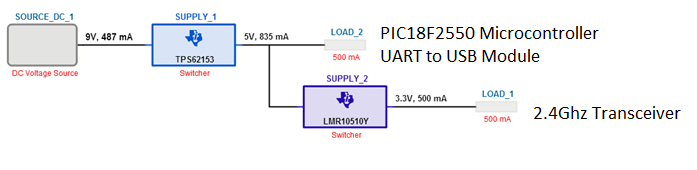 SOURCE_DC_1
9V, 487 mA
DC Voltage Source
SUPPLY_1
TPS62153
Switcher
5V, 835 mA
LOAD_2
500 mA
PIC18F2550 Microcontroller
UART to USB Module
SUPPLY_2
LMR10510Y
Switcher
3.3V, 500 mA
LOAD_1
500 mA
2.4Ghz Transceiver